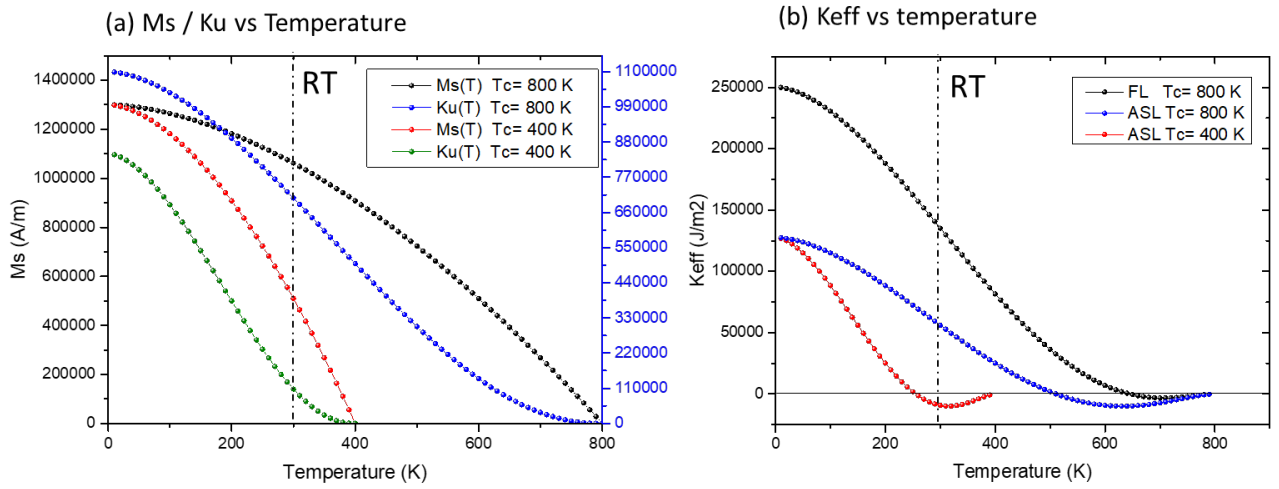 (a) Ms / Ku vs Temperature
RT
Ms(T) Tc= 800 K
Ku(T) Tc= 800 K
Ms(T) Tc= 400 K
Ku(T) Tc= 400 K
Ms (A/m)
1400000
1200000
1000000
800000
600000
400000
200000
0
1100000
990000
880000
770000
660000
550000
440000
330000
220000
110000
0
0
200
400
600
800
Temperature (K)
(b) Keff vs temperature
RT
FL Tc= 800 K
ASL Tc= 800 K
ASL Tc= 400 K
Keff (J/m2)
250000
200000
150000
100000
50000
0
0
200
400
600
800
Temperature (K)